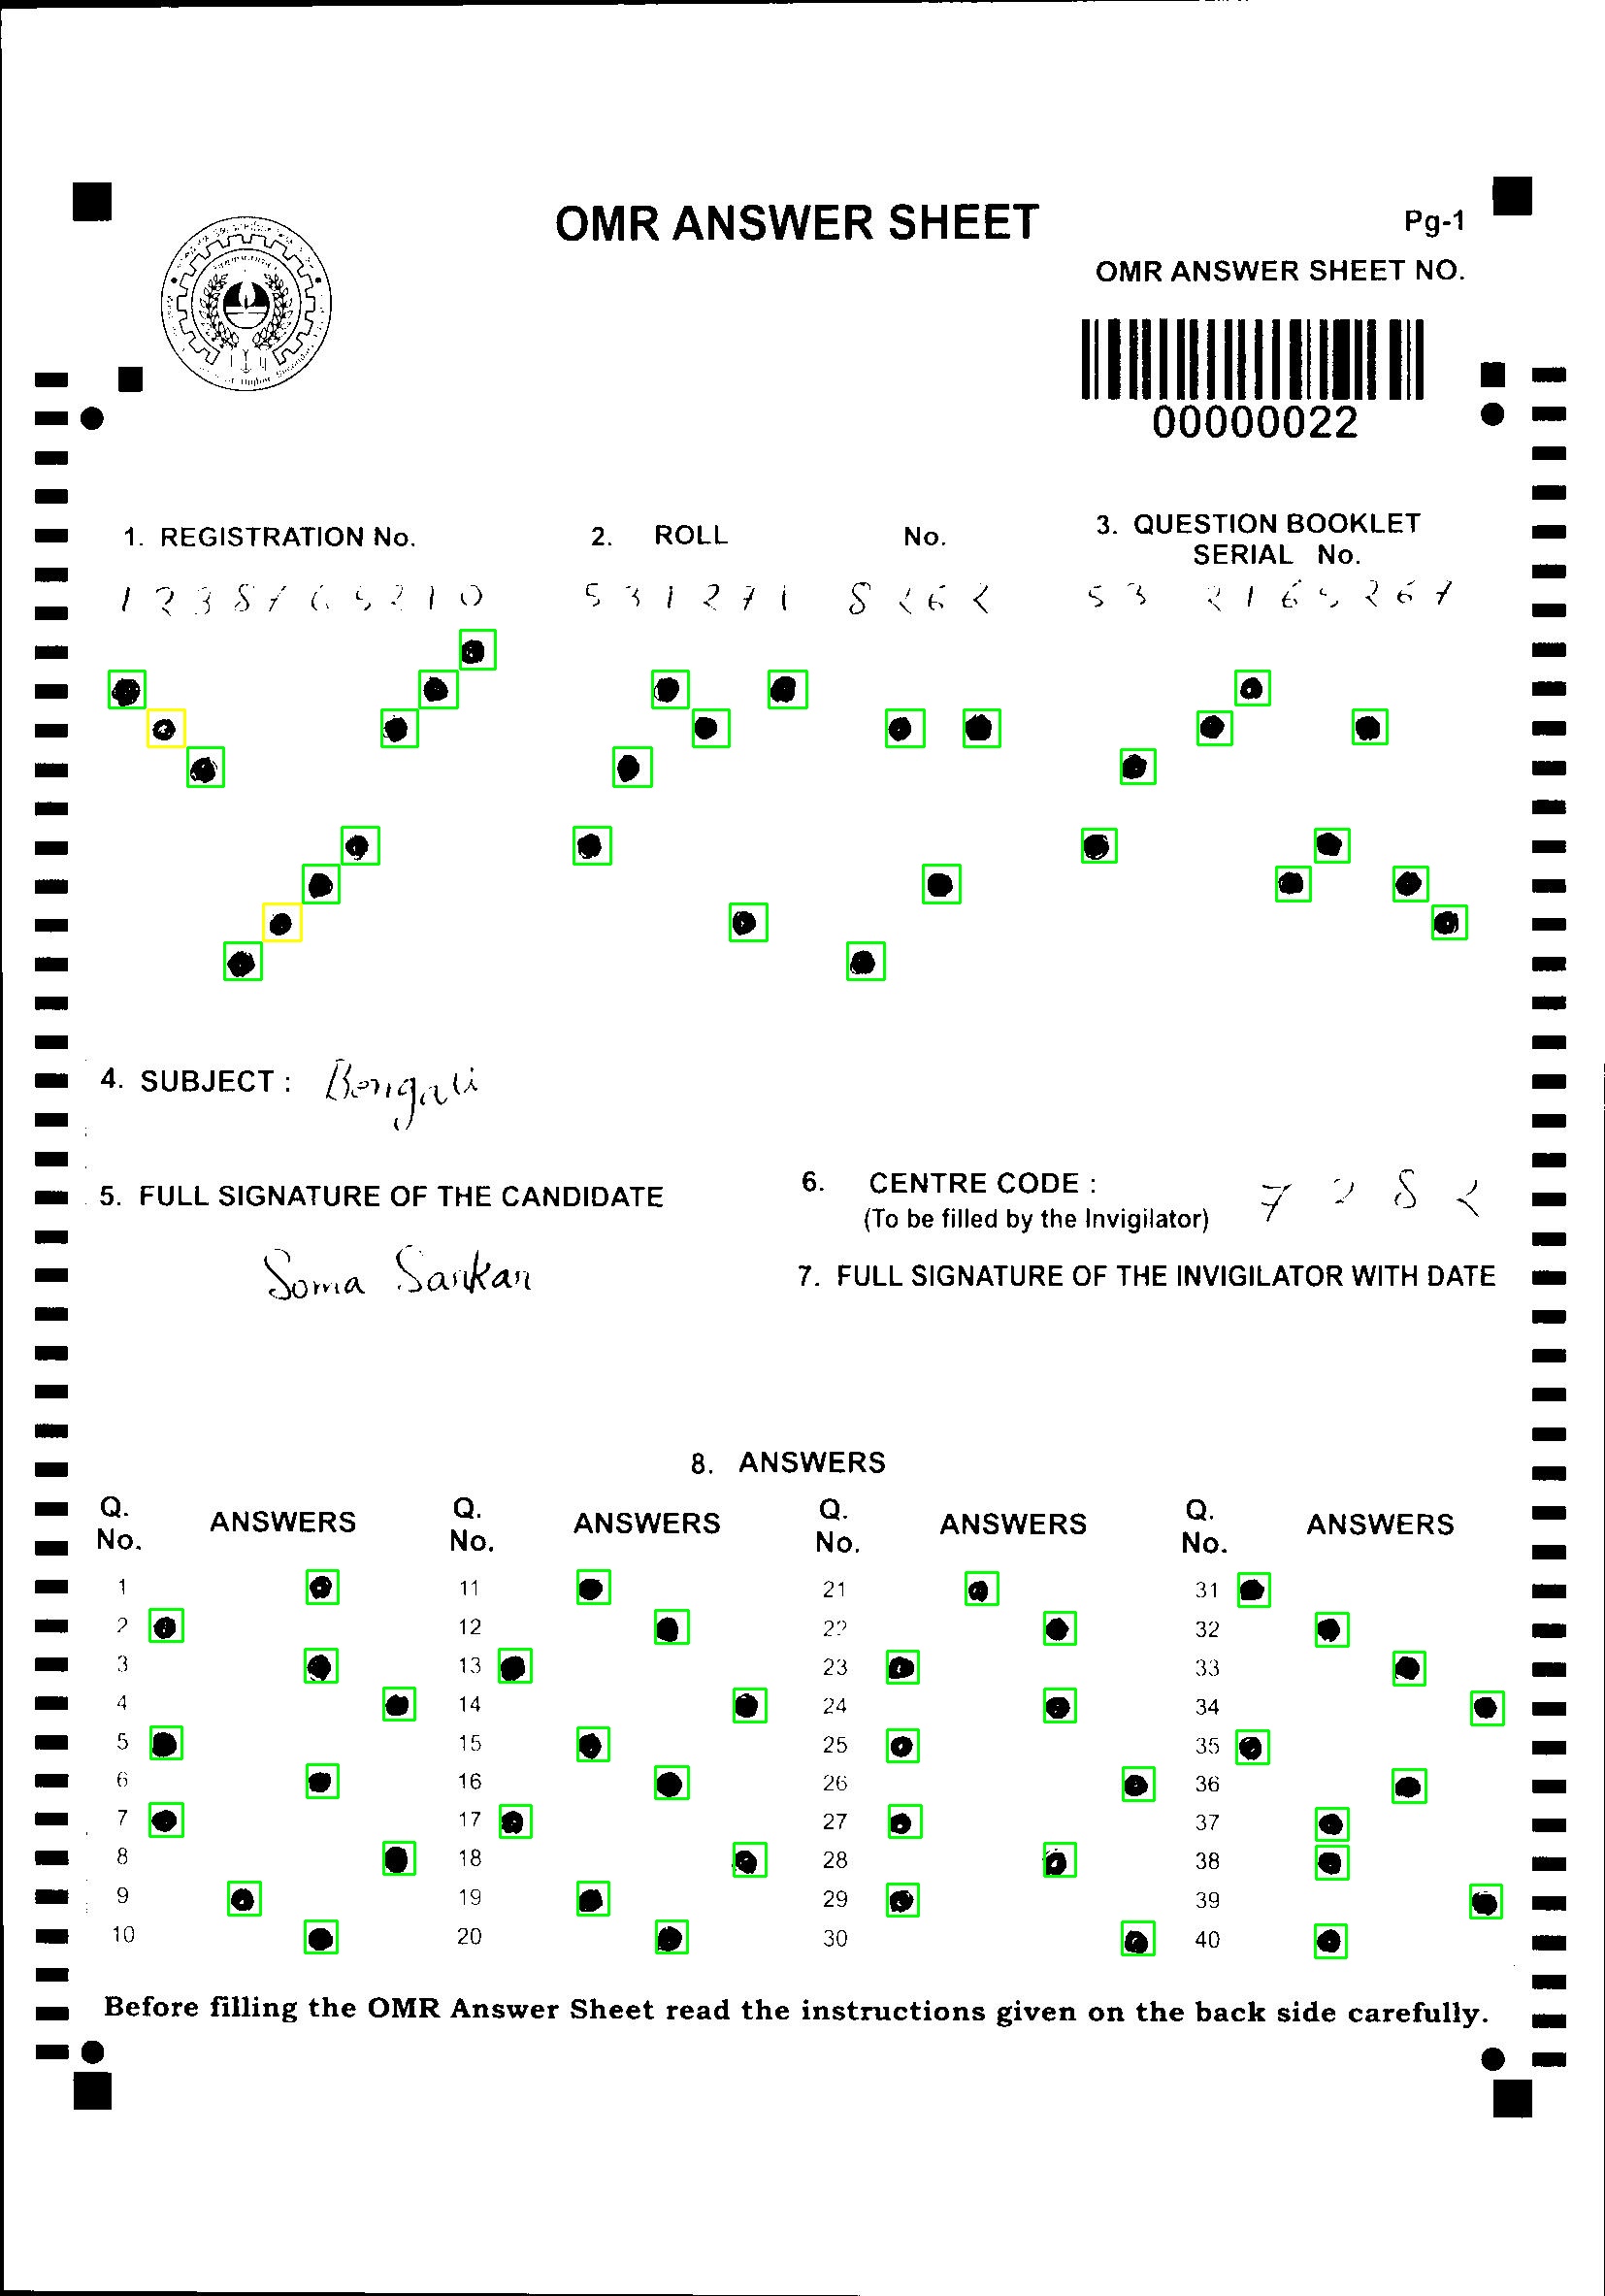 OMR ANSWER SHEET
Pg-1
OMR ANSWER SHEET NO.
00000022
1. REGISTRATION No.
2. ROLL No.
3. QUESTION BOOKLET
SERIAL No.
1 2 3 8 7 6 5 2 1 0
5 3 1 2 7 1 8 2 6 2
5 3 2 1 6 5 2 6 7
4. SUBJECT : Bengali
5. FULL SIGNATURE OF THE CANDIDATE
Soma Sarkar
6. CENTRE CODE : 7 2 8 2
(To be filled by the Invigilator)
7. FULL SIGNATURE OF THE INVIGILATOR WITH DATE
8. ANSWERS
Q. No. ANSWERS Q. No. ANSWERS Q. No. ANSWERS Q. No. ANSWERS
1 11 21 31
2 12 22 32
3 13 23 33
4 14 24 34
5 15 25 35
6 16 26 36
7 17 27 37
8 18 28 38
9 19 29 39
10 20 30 40
Before filling the OMR Answer Sheet read the instructions given on the back side carefully.